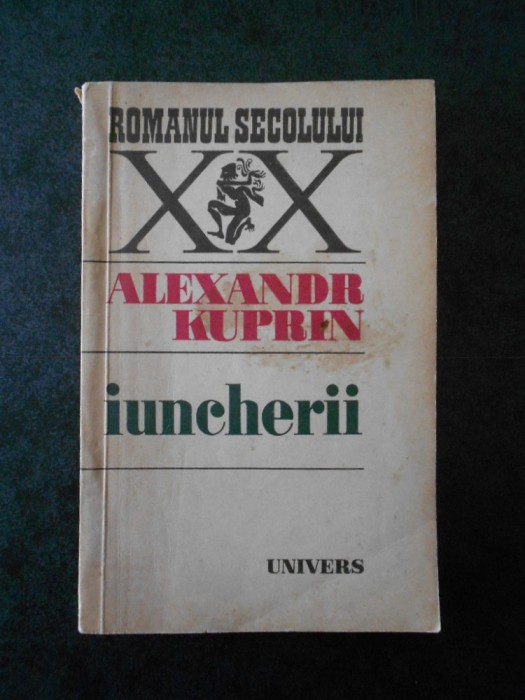 ROMANUL SECOLULUI
XX
ALEXANDR
KUPRIN
iuncherii
UNIVERS